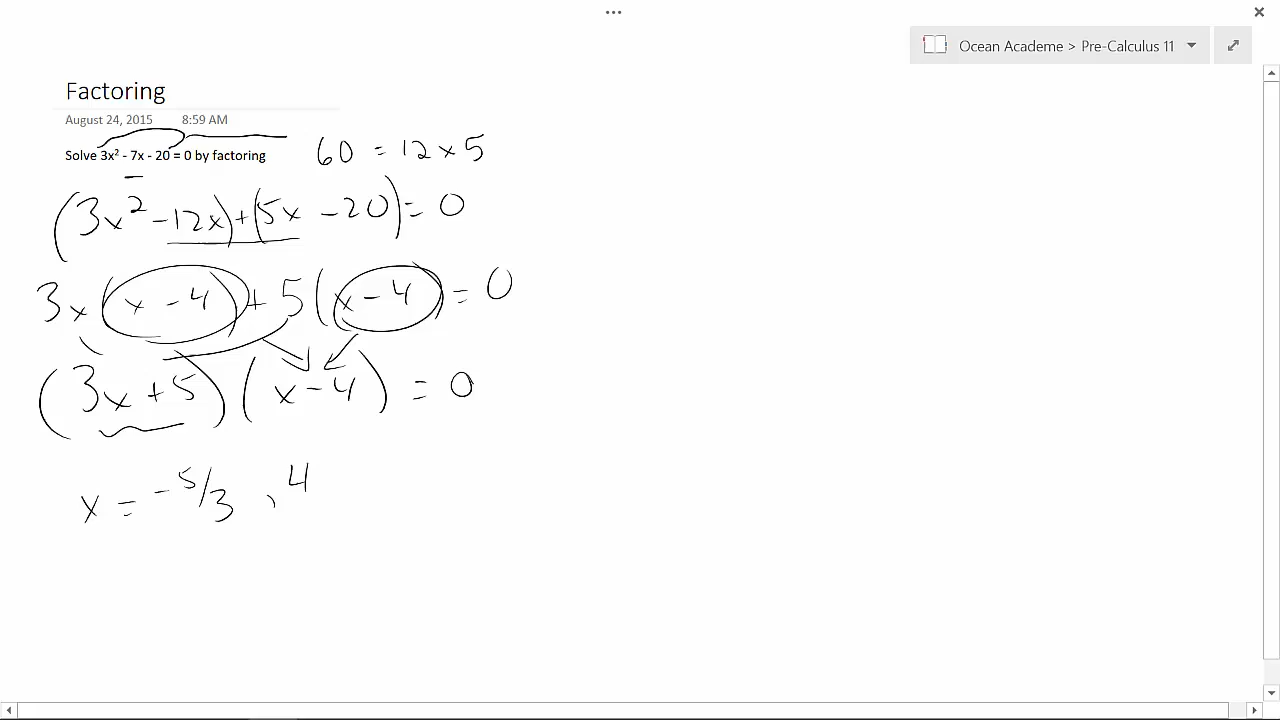 ...
Ocean Academe > Pre-Calculus 11
Factoring
August 24, 2015 8:59 AM
Solve 3x² - 7x - 20 = 0 by factoring
60 = 12 x 5
(3x² - 12x) + (5x - 20) = 0
3x (x - 4) + 5 (x - 4) = 0
(3x + 5) (x - 4) = 0
x = - 5/3 , 4